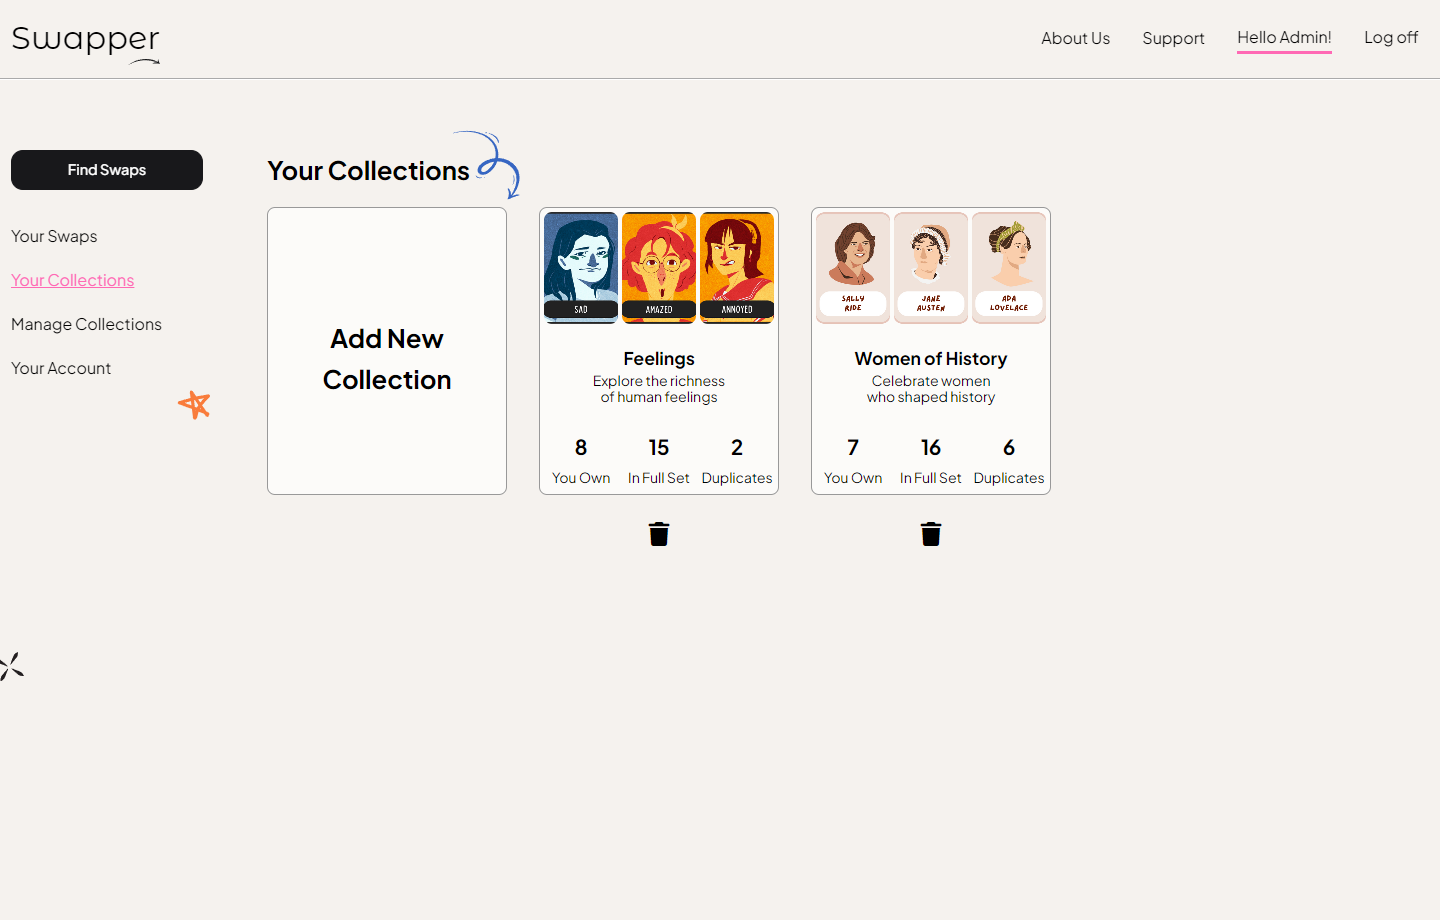 Swapper
About Us
Support
Hello Admin!
Log off
Find Swaps
Your Swaps
Your Collections
Manage Collections
Your Account
Your Collections
Add New
Collection
SAD
AMAZED
ANNOYED
Feelings
Explore the richness
of human feelings
8
15
2
You Own
In Full Set
Duplicates
SALLY
RIDE
JANE
AUSTEN
ADA
LOVELACE
Women of History
Celebrate women
who shaped history
7
16
6
You Own
In Full Set
Duplicates